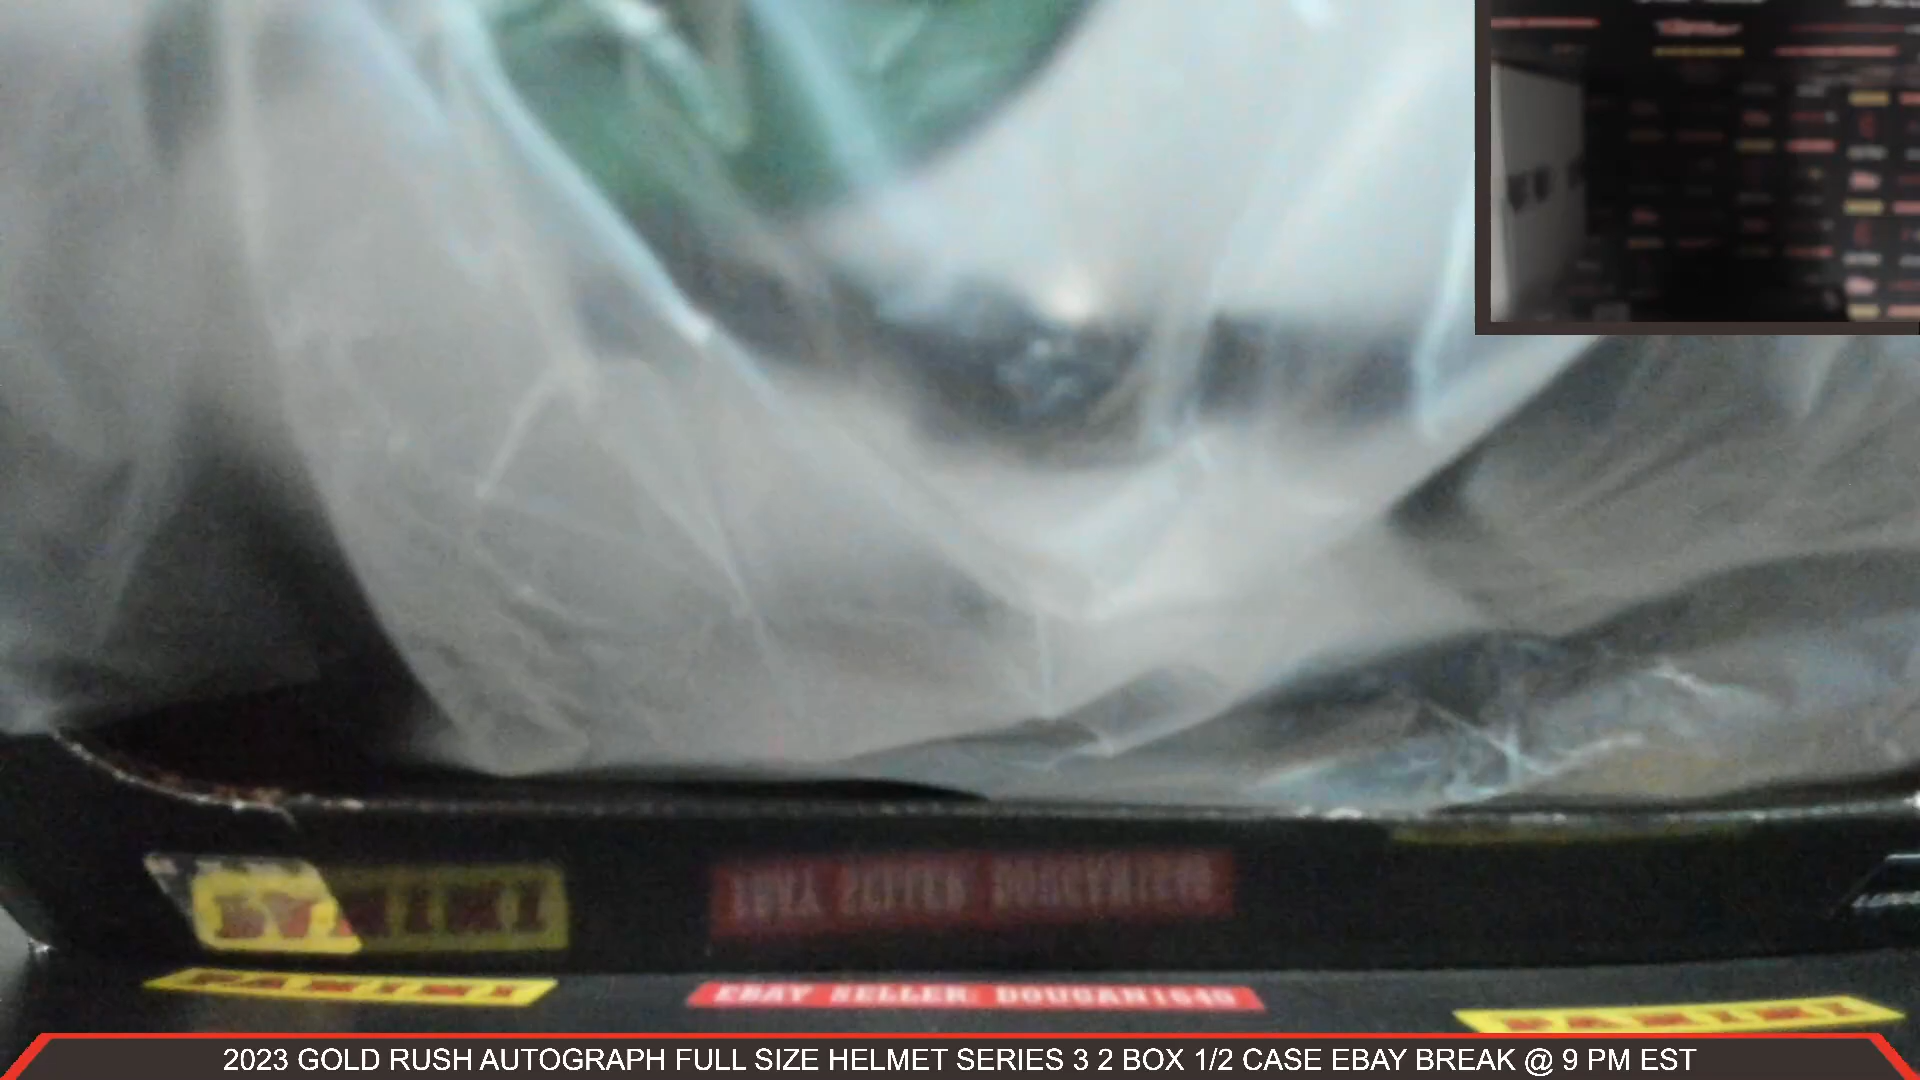 PANINI
PANINI
EBAY SELLER DOUGAN1640
PANINI
2023 GOLD RUSH AUTOGRAPH FULL SIZE HELMET SERIES 3 2 BOX 1/2 CASE EBAY BREAK @ 9 PM EST